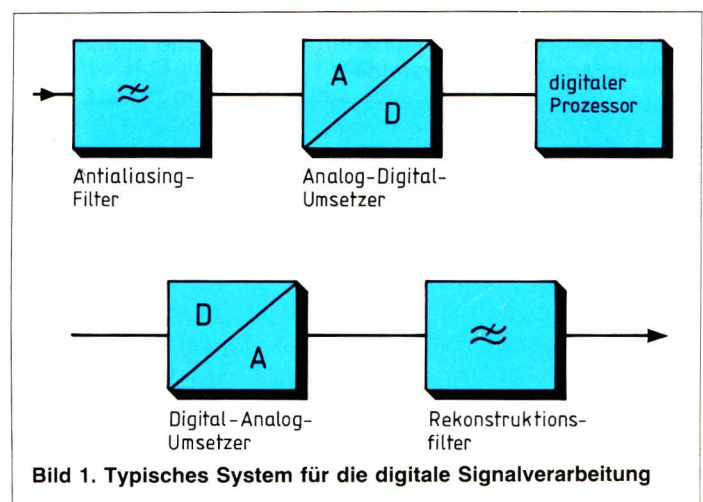 A
D
digitaler
Prozessor
Antialiasing-
Filter
Analog-Digital-
Umsetzer
D
A
Digital-Analog-
Umsetzer
Rekonstruktions-
filter
Bild 1. Typisches System für die digitale Signalverarbeitung